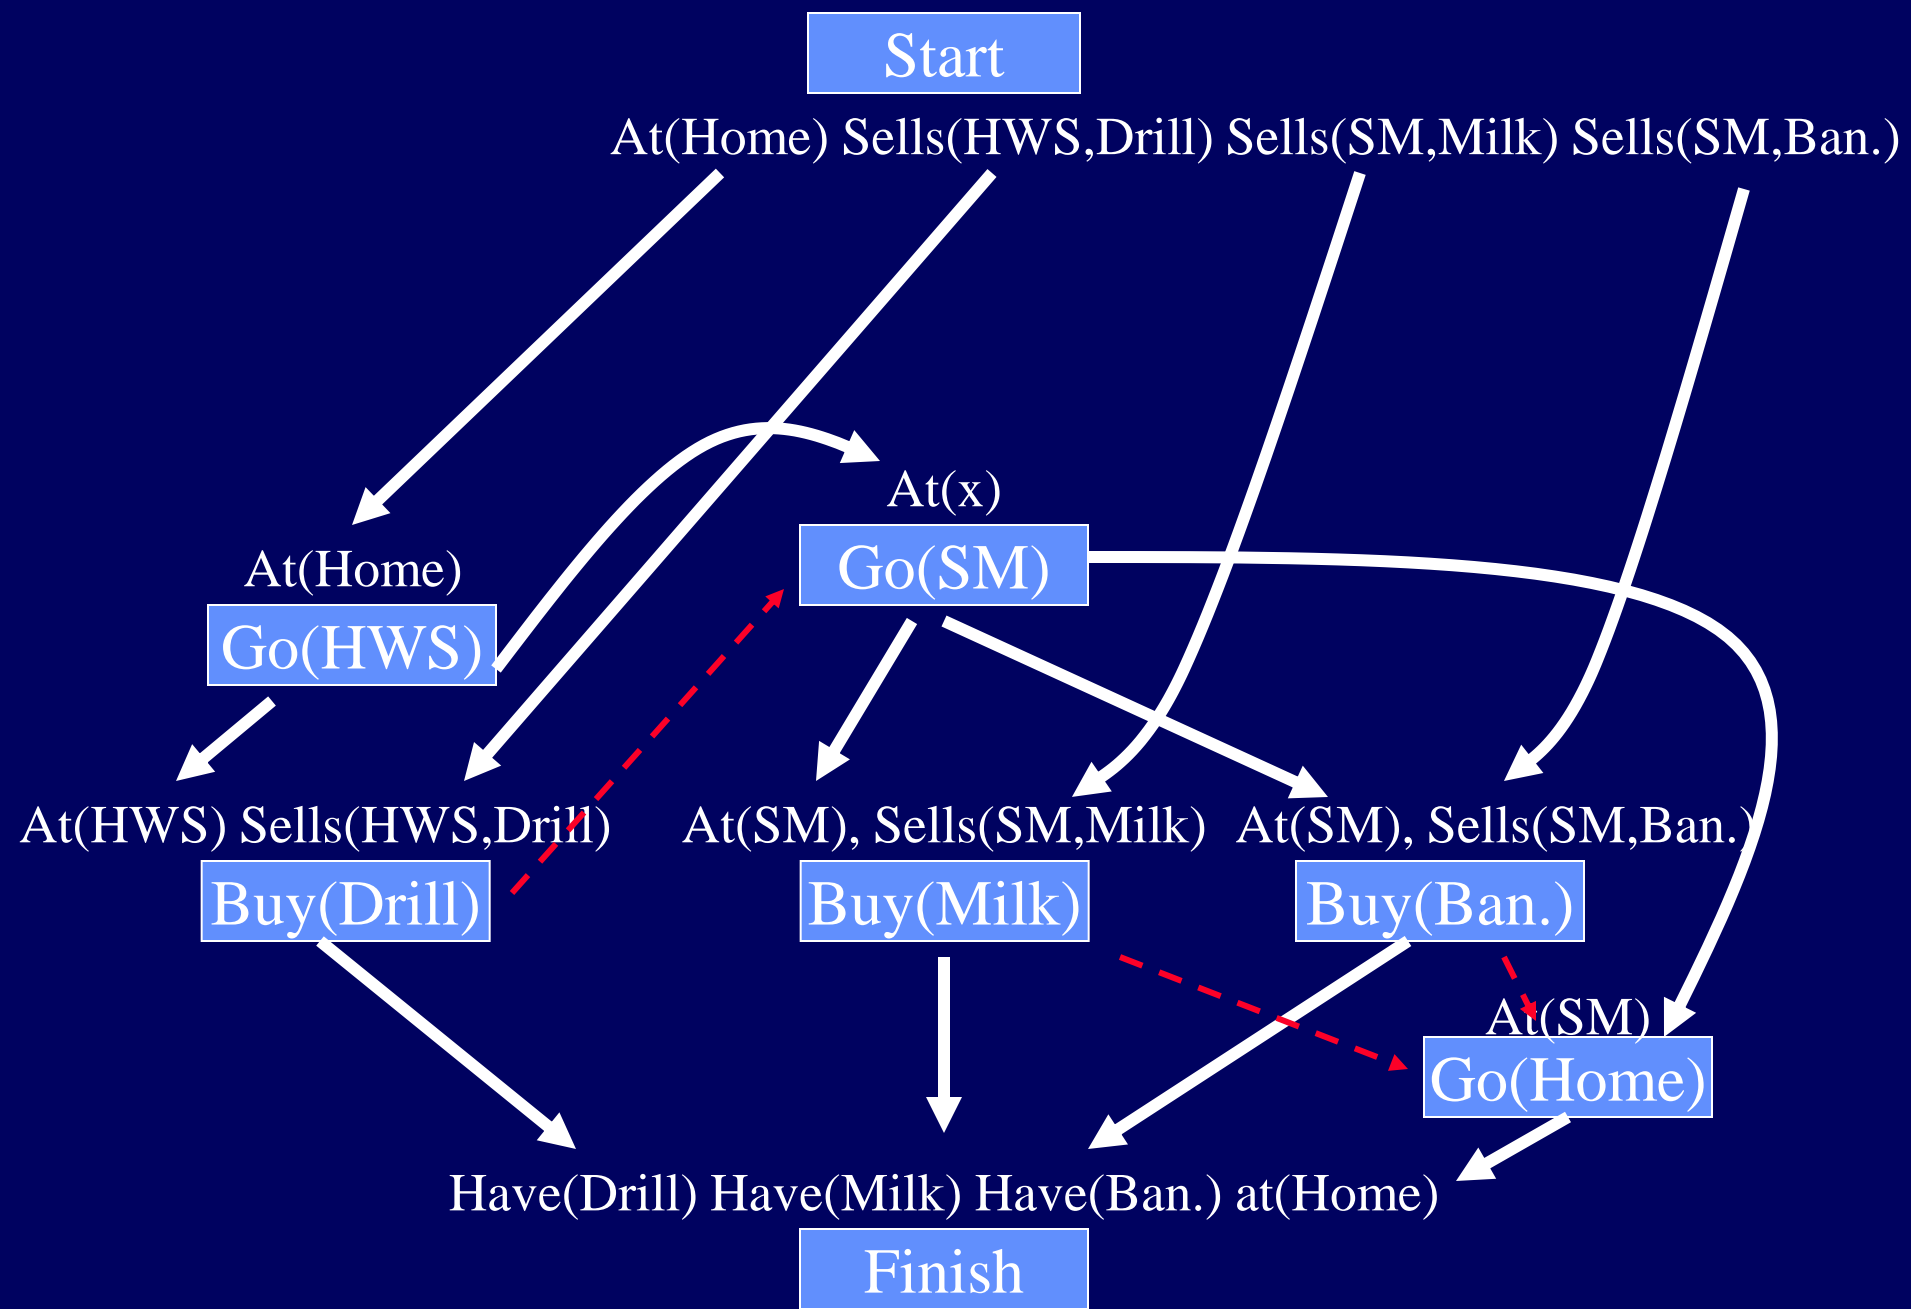 Start
At(Home) Sells(HWS,Drill) Sells(SM,Milk) Sells(SM,Ban.)
At(x)
Go(SM)
At(Home)
Go(HWS)
At(HWS) Sells(HWS,Drill)
Buy(Drill)
At(SM), Sells(SM,Milk)
Buy(Milk)
At(SM), Sells(SM,Ban.)
Buy(Ban.)
At(SM)
Go(Home)
Have(Drill) Have(Milk) Have(Ban.) at(Home)
Finish